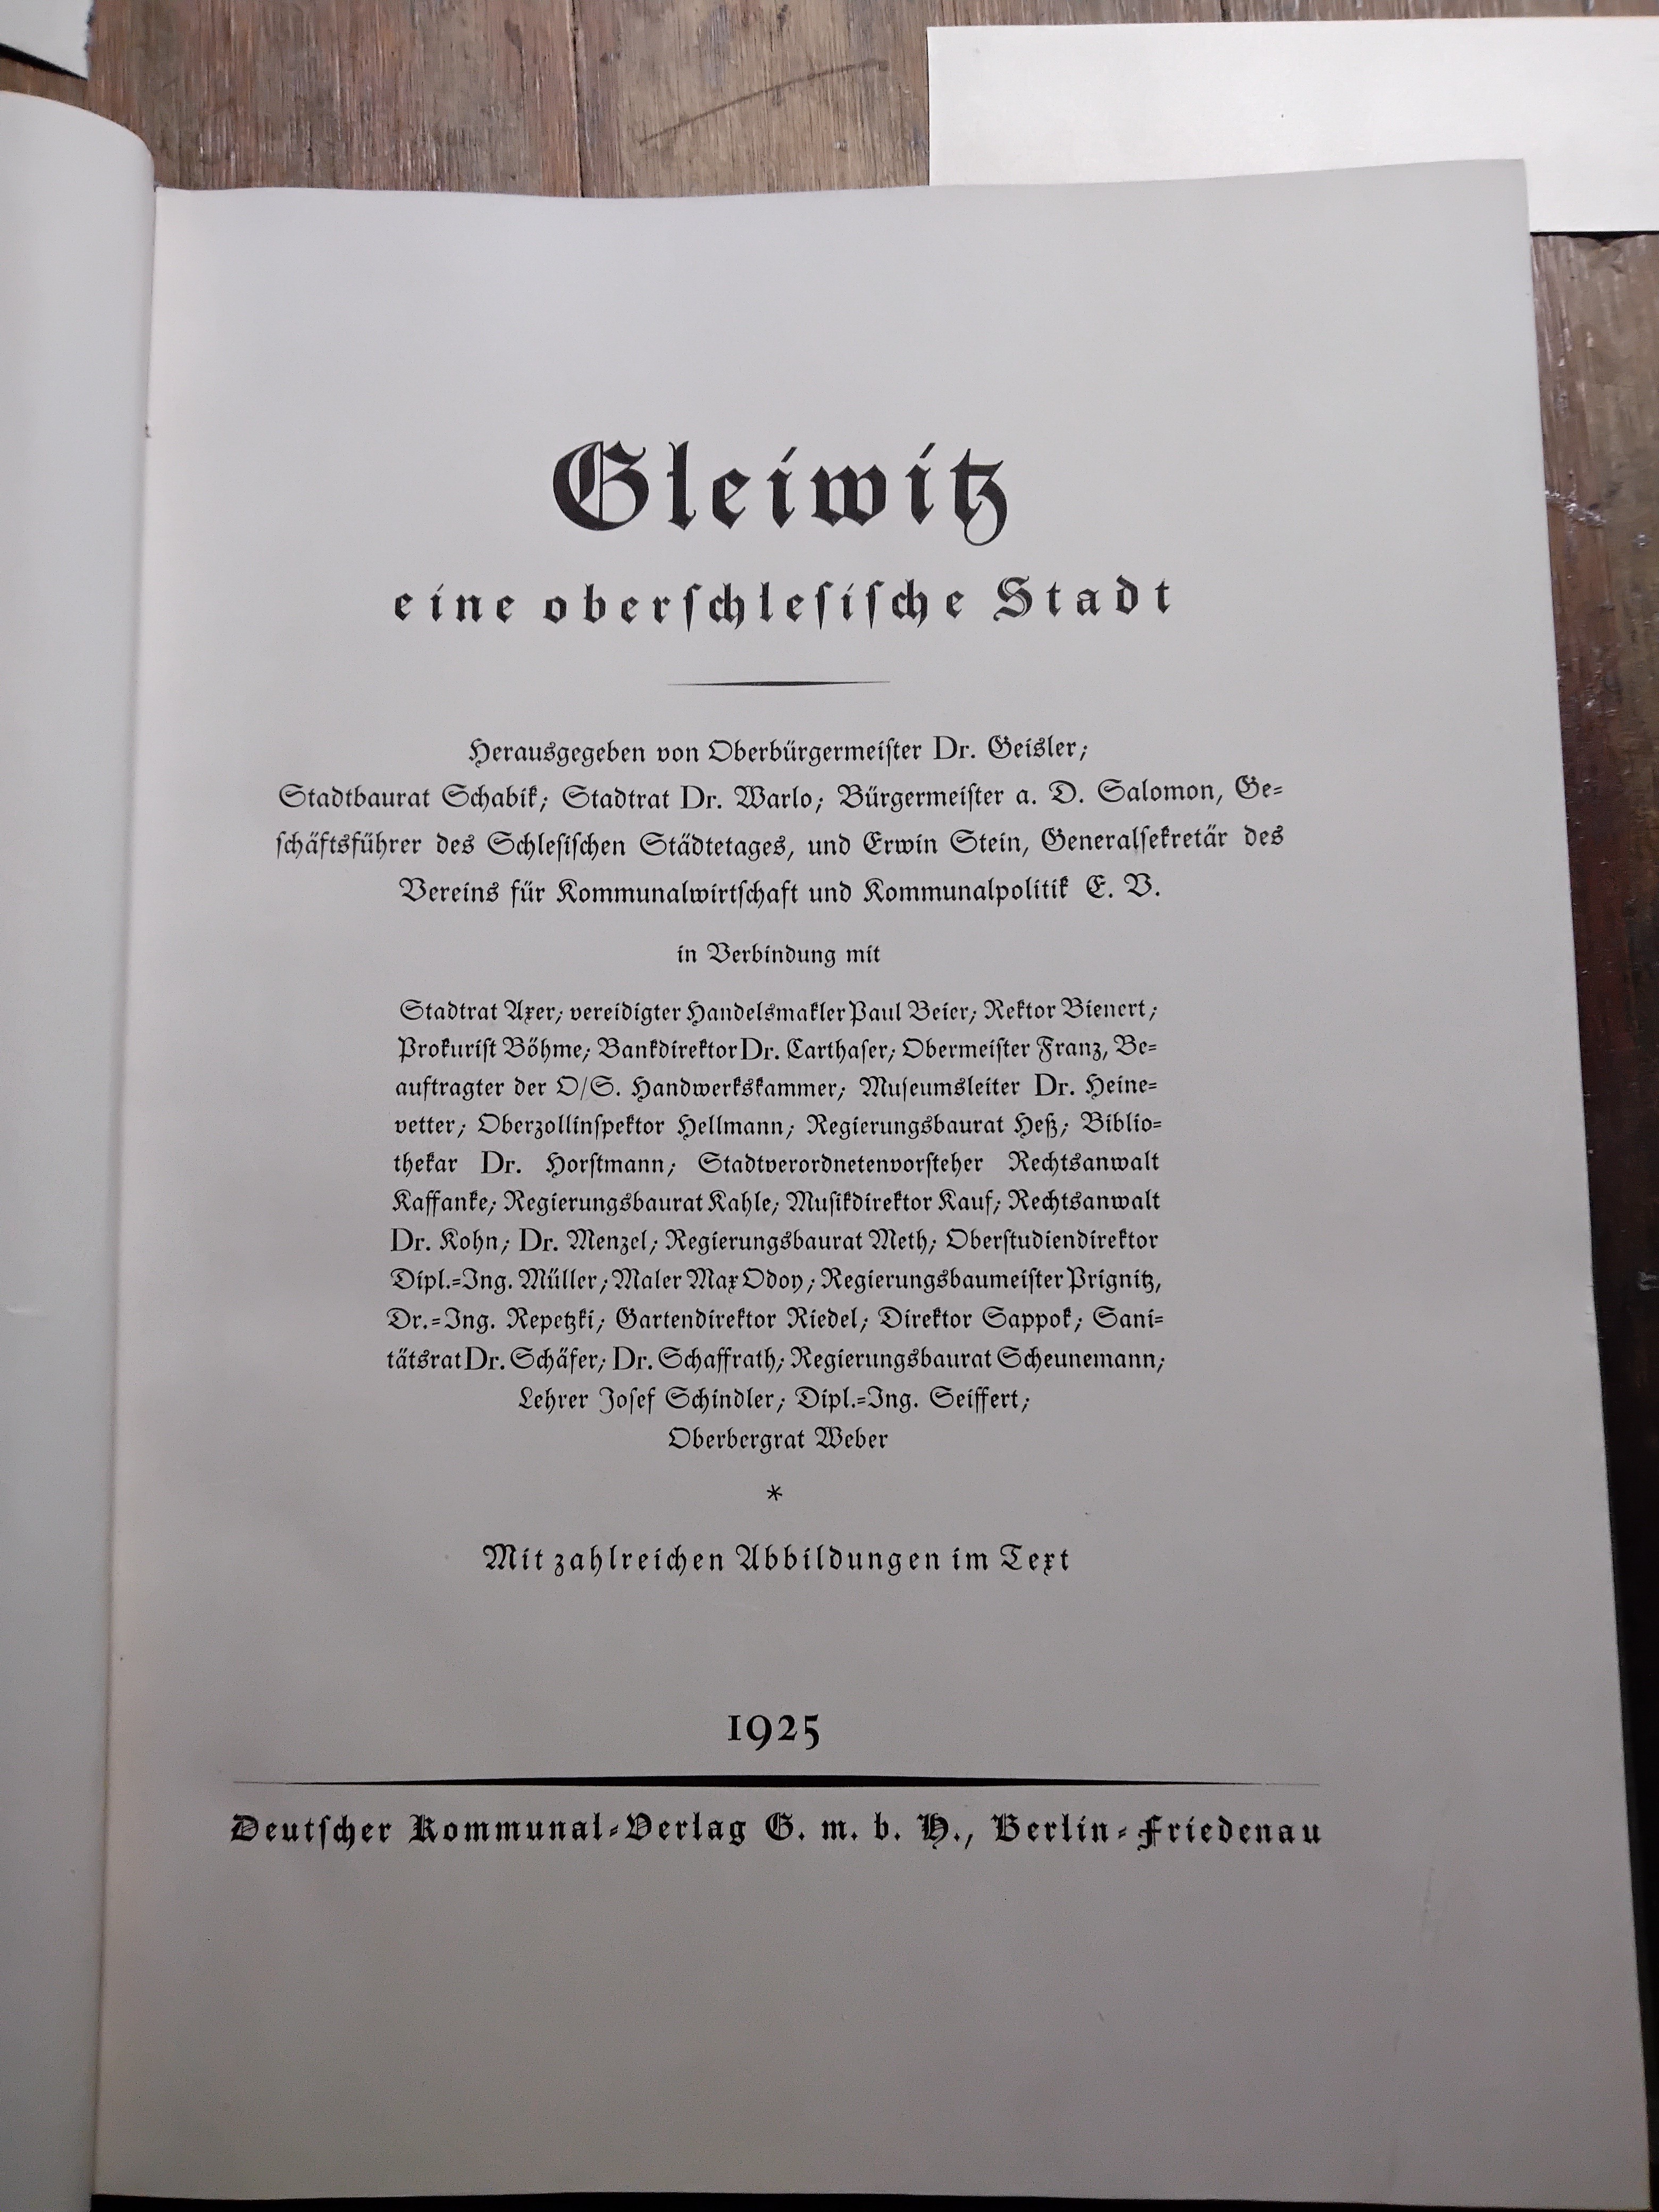 Gleiwitz
eine oberſchleſiſche Stadt
Herausgegeben von Oberbürgermeiſter Dr. Geisler;
Stadtbaurat Schabik; Stadtrat Dr. Warlo; Bürgermeiſter a. D. Salomon, Ge-
ſchäftsführer des Schleſiſchen Städtetages, und Erwin Stein, Generalſekretär des
Vereins für Kommunalwirtſchaft und Kommunalpolitik E. V.
in Verbindung mit
Stadtrat Axer; vereidigter Handelsmakler Paul Beier; Rektor Bienert;
Prokuriſt Böhme; Bankdirektor Dr. Carthaſer; Obermeiſter Franz, Be-
auftragter der O/S. Handwerkskammer; Muſeumsleiter Dr. Heine-
vetter; Oberzollinſpektor Hellmann; Regierungsbaurat Heß; Biblio-
thekar Dr. Horſtmann; Stadtverordnetenvorſteher Rechtsanwalt
Kaffanke; Regierungsbaurat Kahle; Muſikdirektor Kauf; Rechtsanwalt
Dr. Kohn; Dr. Menzel; Regierungsbaurat Meth; Oberſtudiendirektor
Dipl.-Ing. Müller; Maler Max Odoy; Regierungsbaumeiſter Prignitz,
Dr.-Ing. Repetzki; Gartendirektor Riedel; Direktor Sappok; Sani-
tätsrat Dr. Schäfer; Dr. Schaffrath; Regierungsbaurat Scheunemann;
Lehrer Joſef Schindler; Dipl.-Ing. Seiffert;
Oberbergrat Weber
*
Mit zahlreichen Abbildungen im Text
1925
Deutſcher Kommunal-Verlag G. m. b. H., Berlin-Friedenau